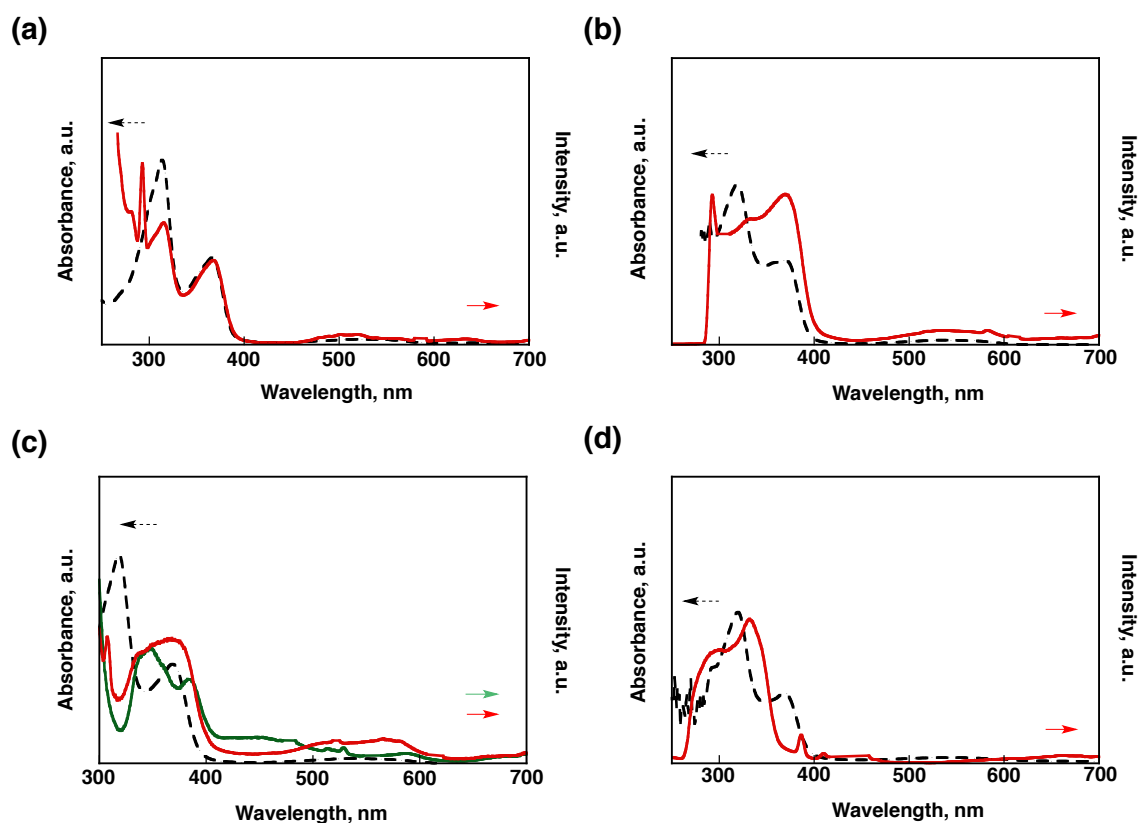 (a)
(b)
Absorbance, a.u.
Intensity, a.u.
Absorbance, a.u.
Intensity, a.u.
300 400 500 600 700
300 400 500 600 700
Wavelength, nm
Wavelength, nm
(c)
(d)
Absorbance, a.u.
Intensity, a.u.
Absorbance, a.u.
Intensity, a.u.
300 400 500 600 700
300 400 500 600 700
Wavelength, nm
Wavelength, nm